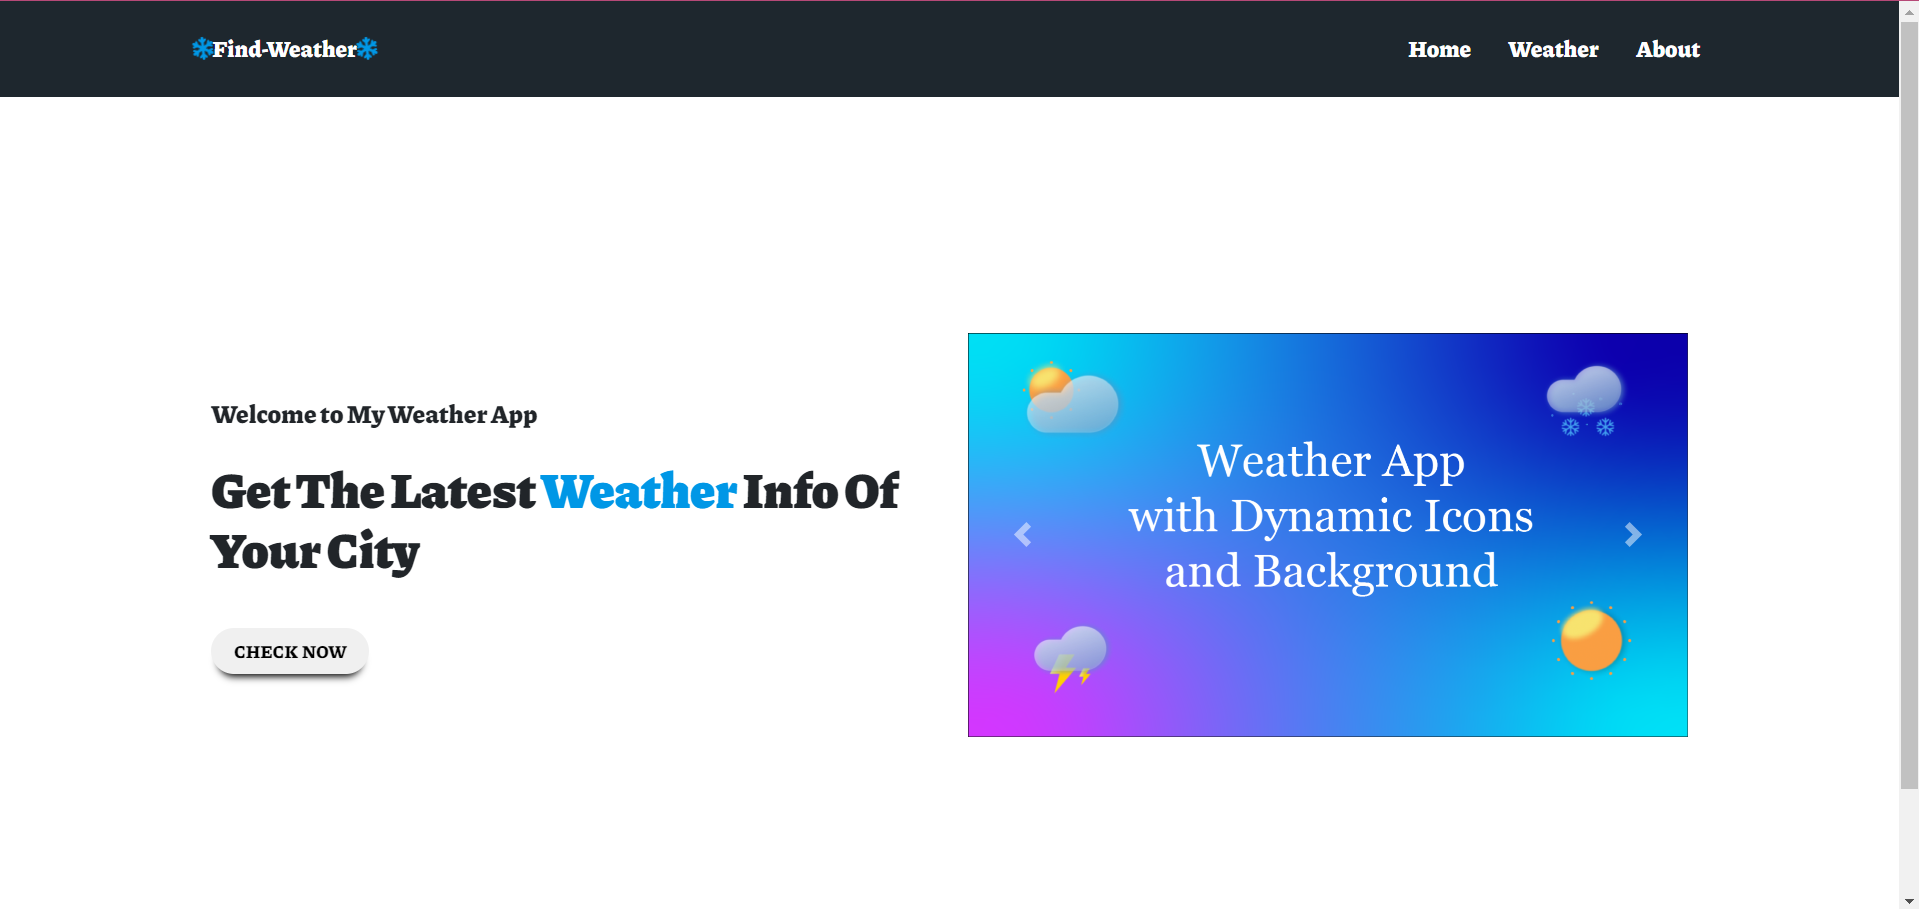 Find-Weather
Home Weather About
Welcome to My Weather App
Get The Latest Weather Info Of
Your City
CHECK NOW
Weather App
with Dynamic Icons
and Background